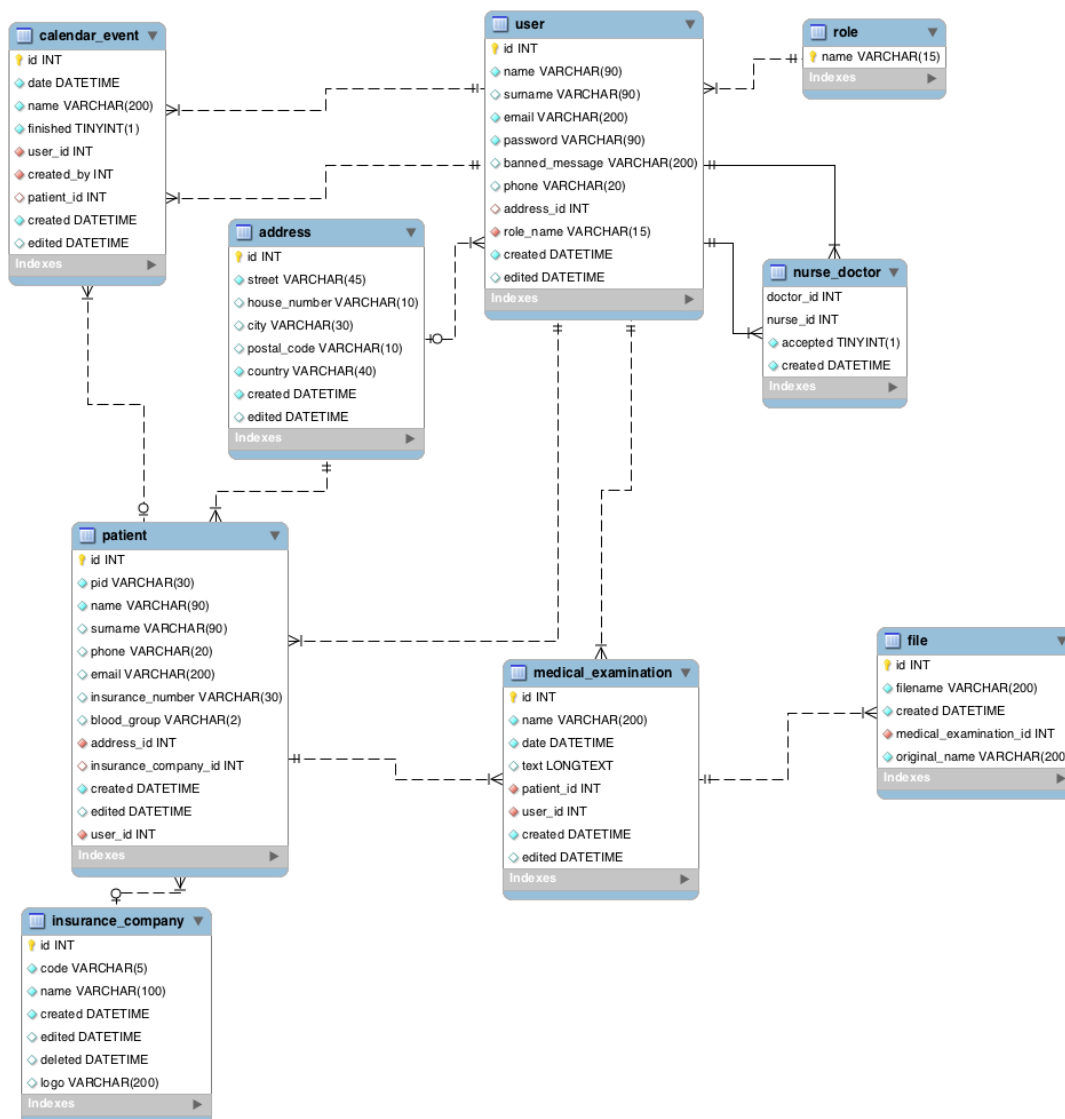 calendar_event
id INT
date DATETIME
name VARCHAR(200)
finished TINYINT(1)
user_id INT
created_by INT
patient_id INT
created DATETIME
edited DATETIME
Indexes
user
id INT
name VARCHAR(90)
surname VARCHAR(90)
email VARCHAR(200)
password VARCHAR(90)
banned_message VARCHAR(200)
phone VARCHAR(20)
address_id INT
role_name VARCHAR(15)
created DATETIME
edited DATETIME
Indexes
role
name VARCHAR(15)
Indexes
address
id INT
street VARCHAR(45)
house_number VARCHAR(10)
city VARCHAR(30)
postal_code VARCHAR(10)
country VARCHAR(40)
created DATETIME
edited DATETIME
Indexes
nurse_doctor
doctor_id INT
nurse_id INT
accepted TINYINT(1)
created DATETIME
Indexes
patient
id INT
pid VARCHAR(30)
name VARCHAR(90)
surname VARCHAR(90)
phone VARCHAR(20)
email VARCHAR(200)
insurance_number VARCHAR(30)
blood_group VARCHAR(2)
address_id INT
insurance_company_id INT
created DATETIME
edited DATETIME
user_id INT
Indexes
medical_examination
id INT
name VARCHAR(200)
date DATETIME
text LONGTEXT
patient_id INT
user_id INT
created DATETIME
edited DATETIME
Indexes
file
id INT
filename VARCHAR(200)
created DATETIME
medical_examination_id INT
original_name VARCHAR(200
Indexes
insurance_company
id INT
code VARCHAR(5)
name VARCHAR(100)
created DATETIME
edited DATETIME
deleted DATETIME
logo VARCHAR(200)
Indexes